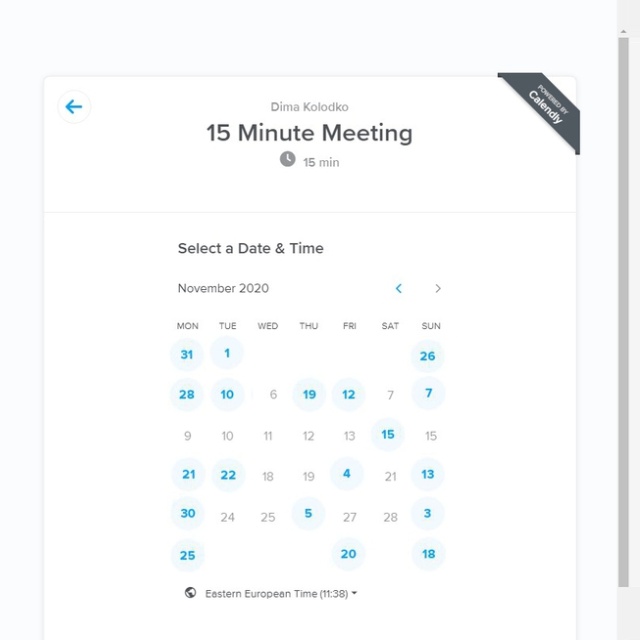 Dima Kolodko
15 Minute Meeting
15 min
POWERED BY
Calendly
Select a Date & Time
November 2020
MON TUE WED THU FRI SAT SUN
31 1 26
28 10 6 19 12 7 7
9 10 11 12 13 15 15
21 22 18 19 4 21 13
30 24 25 5 27 28 3
25 20 18
Eastern European Time (11:38)